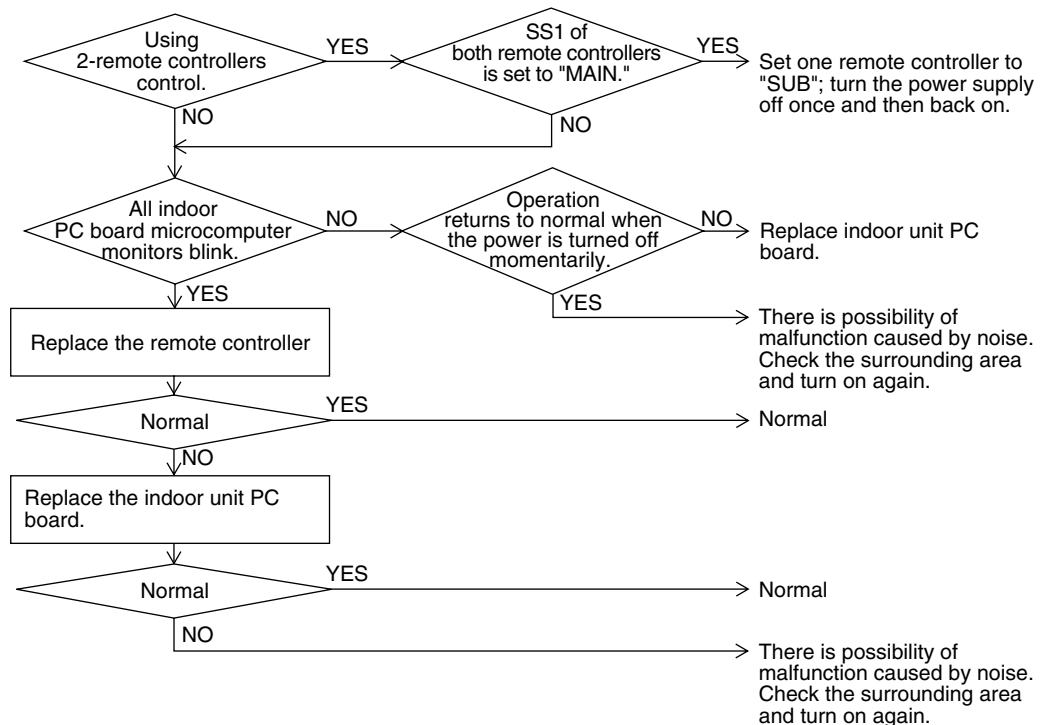 Using
2-remote controllers
control.
YES
SS1 of
both remote controllers
is set to "MAIN."
YES
Set one remote controller to
"SUB"; turn the power supply
off once and then back on.
NO
NO
All indoor
PC board microcomputer
monitors blink.
NO
Operation
returns to normal when
the power is turned off
momentarily.
NO
Replace indoor unit PC
board.
YES
YES
There is possibility of
malfunction caused by noise.
Check the surrounding area
and turn on again.
Replace the remote controller
Normal
YES
Normal
NO
Replace the indoor unit PC
board.
Normal
YES
Normal
NO
There is possibility of
malfunction caused by noise.
Check the surrounding area
and turn on again.